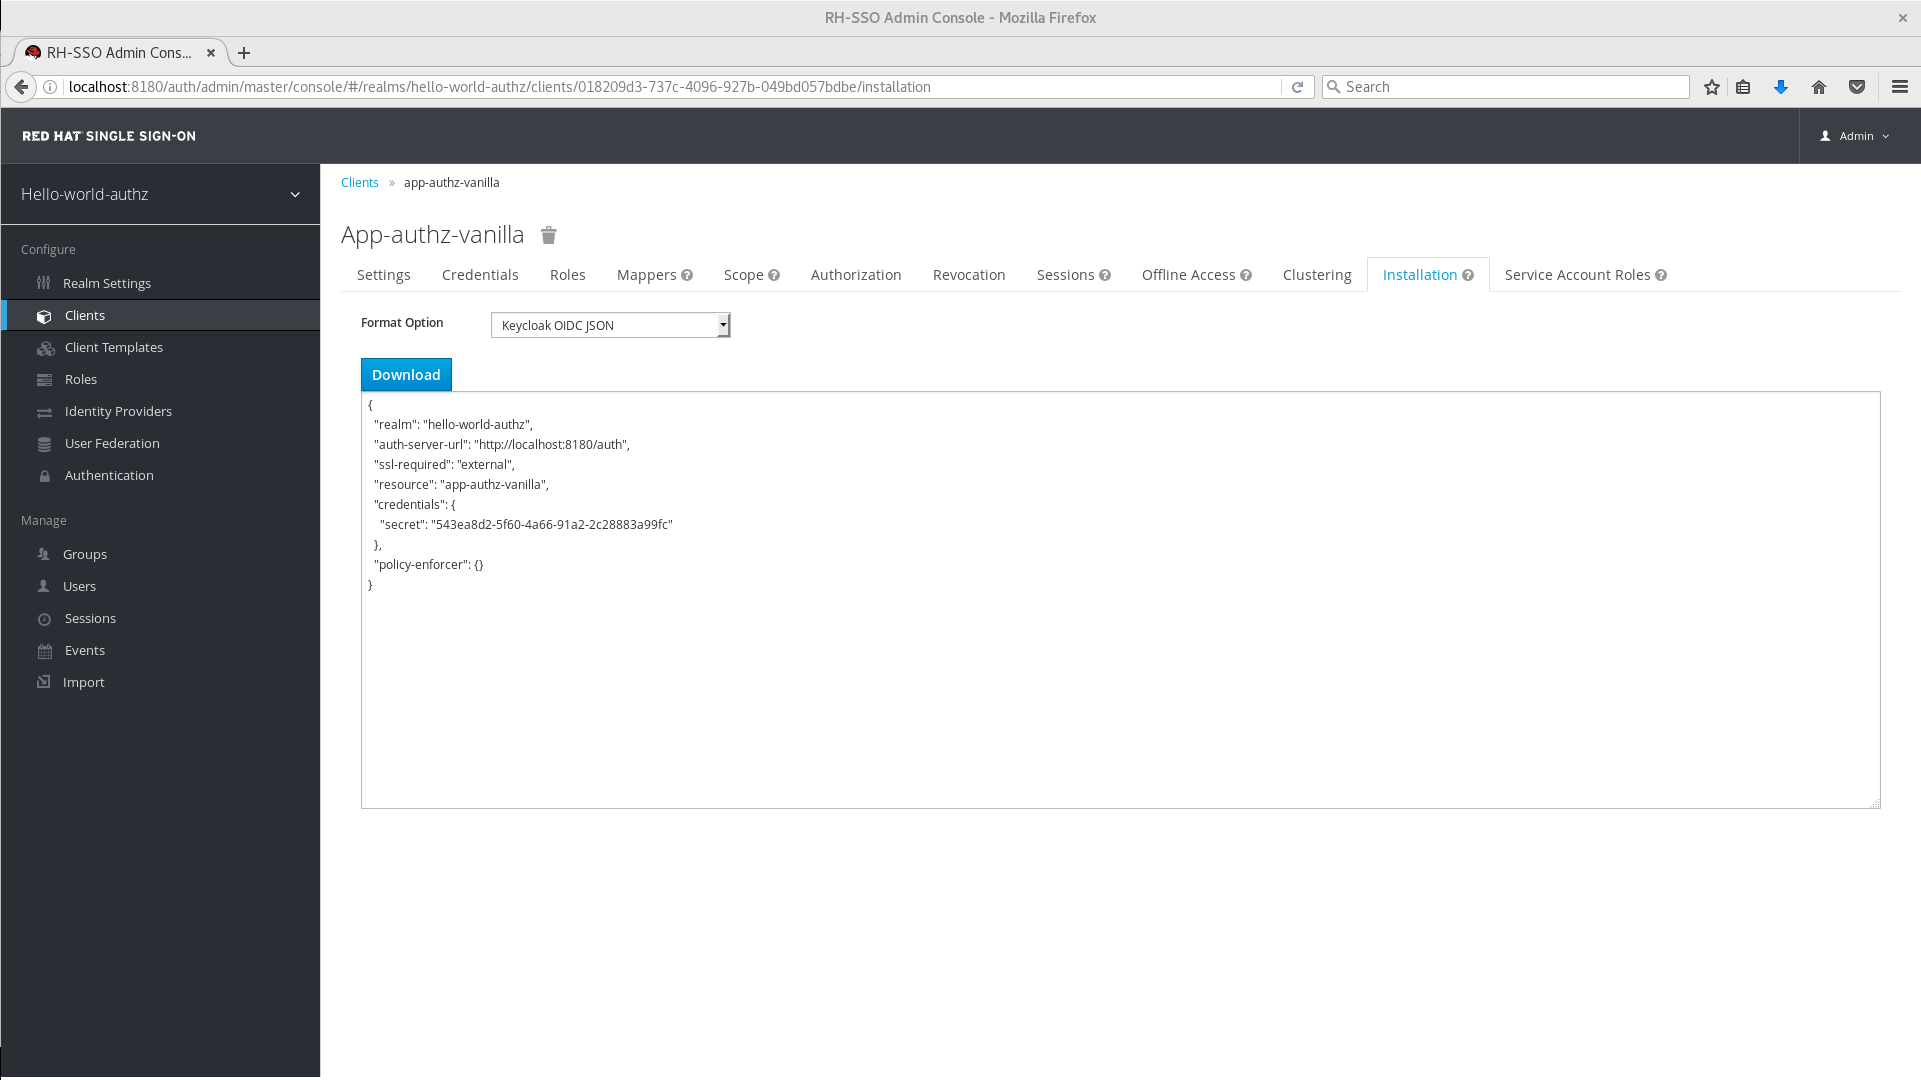 RH-SSO Admin Console - Mozilla Firefox
RH-SSO Admin Cons...
localhost:8180/auth/admin/master/console/#/realms/hello-world-authz/clients/018209d3-737c-4096-927b-049bd057bdbe/installation
Search
RED HAT SINGLE SIGN-ON
Admin
Hello-world-authz
Configure
Realm Settings
Clients
Client Templates
Roles
Identity Providers
User Federation
Authentication
Manage
Groups
Users
Sessions
Events
Import
Clients » app-authz-vanilla
App-authz-vanilla
Settings Credentials Roles Mappers Scope Authorization Revocation Sessions Offline Access Clustering Installation Service Account Roles
Format Option Keycloak OIDC JSON
Download
{
"realm": "hello-world-authz",
"auth-server-url": "http://localhost:8180/auth",
"ssl-required": "external",
"resource": "app-authz-vanilla",
"credentials": {
"secret": "543ea8d2-5f60-4a66-91a2-2c28883a99fc"
},
"policy-enforcer": {}
}